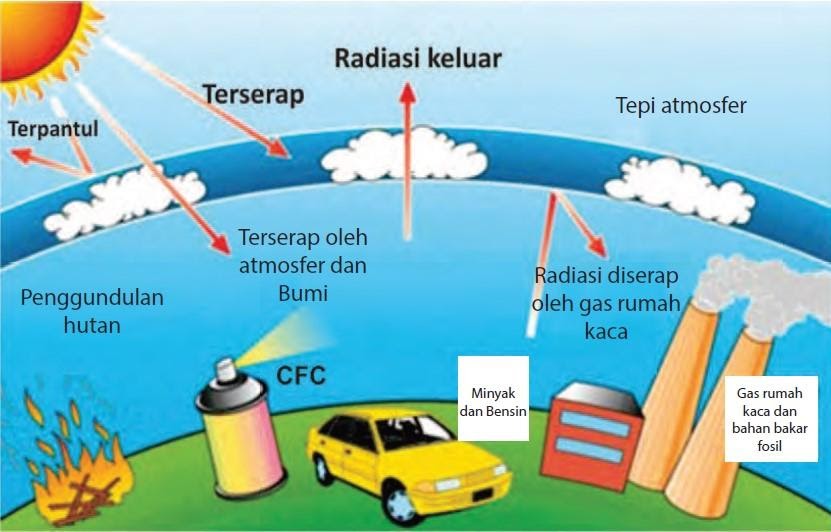 Radiasi keluar
Terserap
Tepi atmosfer
Terpantul
Terserap oleh
atmosfer dan
Bumi
Radiasi diserap
oleh gas rumah
kaca
Penggundulan
hutan
CFC
Minyak
dan Bensin
Gas rumah
kaca dan
bahan bakar
fosil